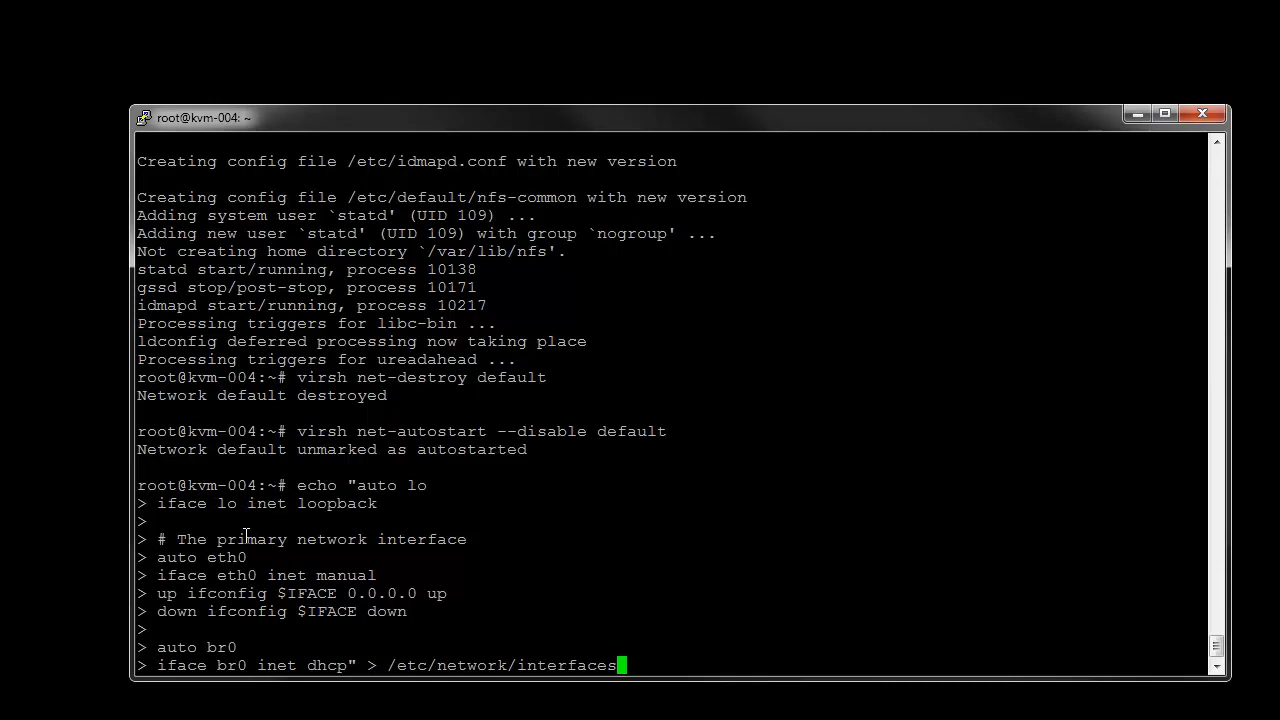 root@kvm-004: ~
Creating config file /etc/idmapd.conf with new version
Creating config file /etc/default/nfs-common with new version
Adding system user `statd' (UID 109) ...
Adding new user `statd' (UID 109) with group `nogroup' ...
Not creating home directory `/var/lib/nfs'.
statd start/running, process 10138
gssd stop/post-stop, process 10171
idmapd start/running, process 10217
Processing triggers for libc-bin ...
ldconfig deferred processing now taking place
Processing triggers for ureadahead ...
root@kvm-004:~# virsh net-destroy default
Network default destroyed
root@kvm-004:~# virsh net-autostart --disable default
Network default unmarked as autostarted
root@kvm-004:~# echo "auto lo
> iface lo inet loopback
>
> # The primary network interface
> auto eth0
> iface eth0 inet manual
> up ifconfig $IFACE 0.0.0.0 up
> down ifconfig $IFACE down
>
> auto br0
> iface br0 inet dhcp" > /etc/network/interfaces